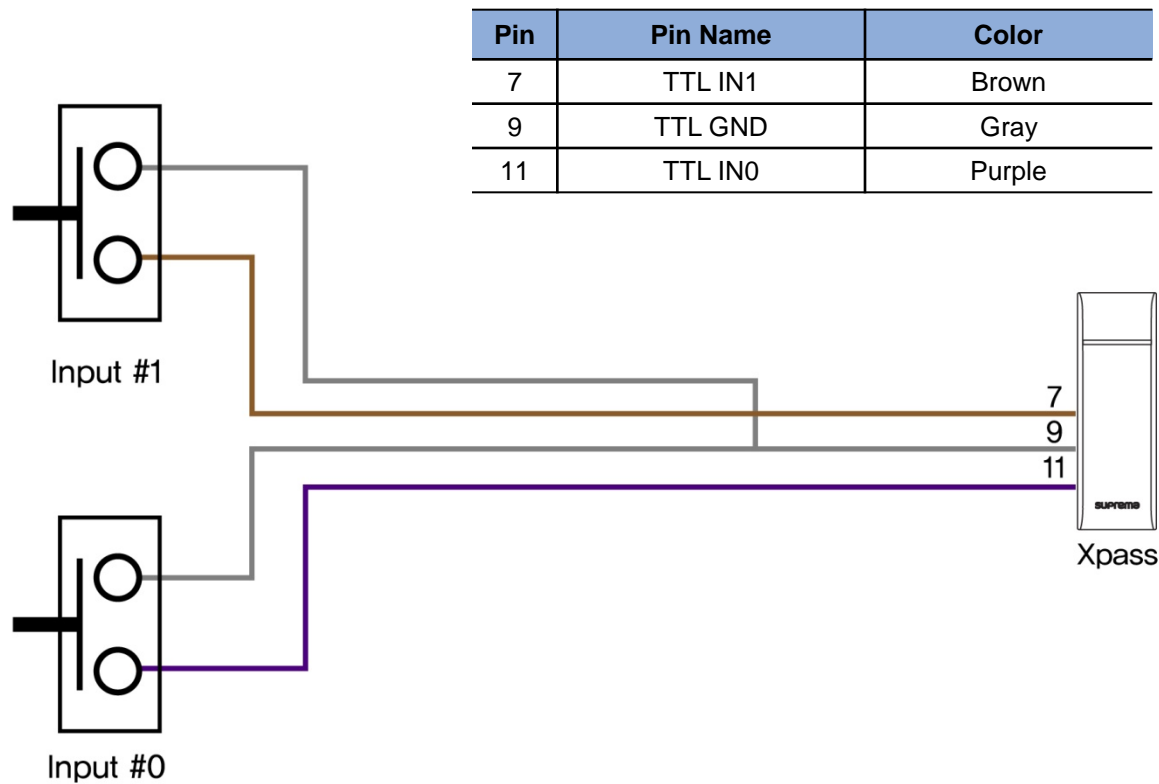 Pin Pin Name Color
7 TTL IN1 Brown
9 TTL GND Gray
11 TTL IN0 Purple
Input #1
7
9
11
suprema
Xpass
Input #0